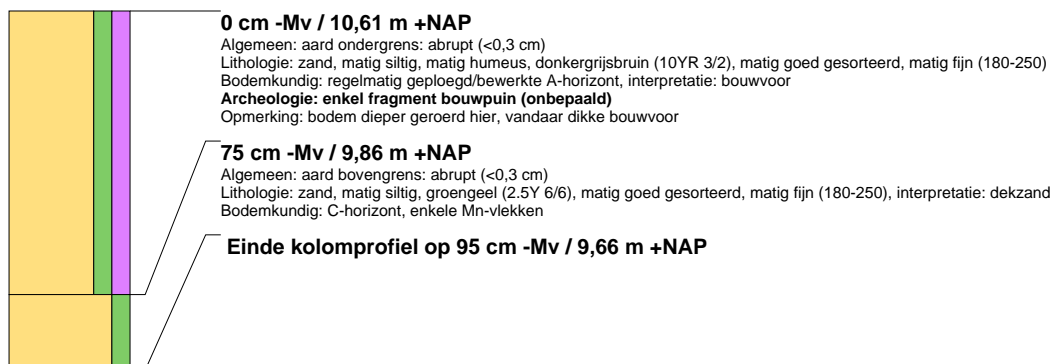 0 cm -Mv / 10,61 m +NAP
Algemeen: aard ondergrens: abrupt (<0,3 cm)
Lithologie: zand, matig siltig, matig humeus, donkergrijsbruin (10YR 3/2), matig goed gesorteerd, matig fijn (180-250)
Bodemkundig: regelmatig geploegd/bewerkte A-horizont, interpretatie: bouwvoor
Archeologie: enkel fragment bouwpuin (onbepaald)
Opmerking: bodem dieper geroerd hier, vandaar dikke bouwvoor
75 cm -Mv / 9,86 m +NAP
Algemeen: aard bovengrens: abrupt (<0,3 cm)
Lithologie: zand, matig siltig, groengeel (2.5Y 6/6), matig goed gesorteerd, matig fijn (180-250), interpretatie: dekzand
Bodemkundig: C-horizont, enkele Mn-vlekken
Einde kolomprofiel op 95 cm -Mv / 9,66 m +NAP